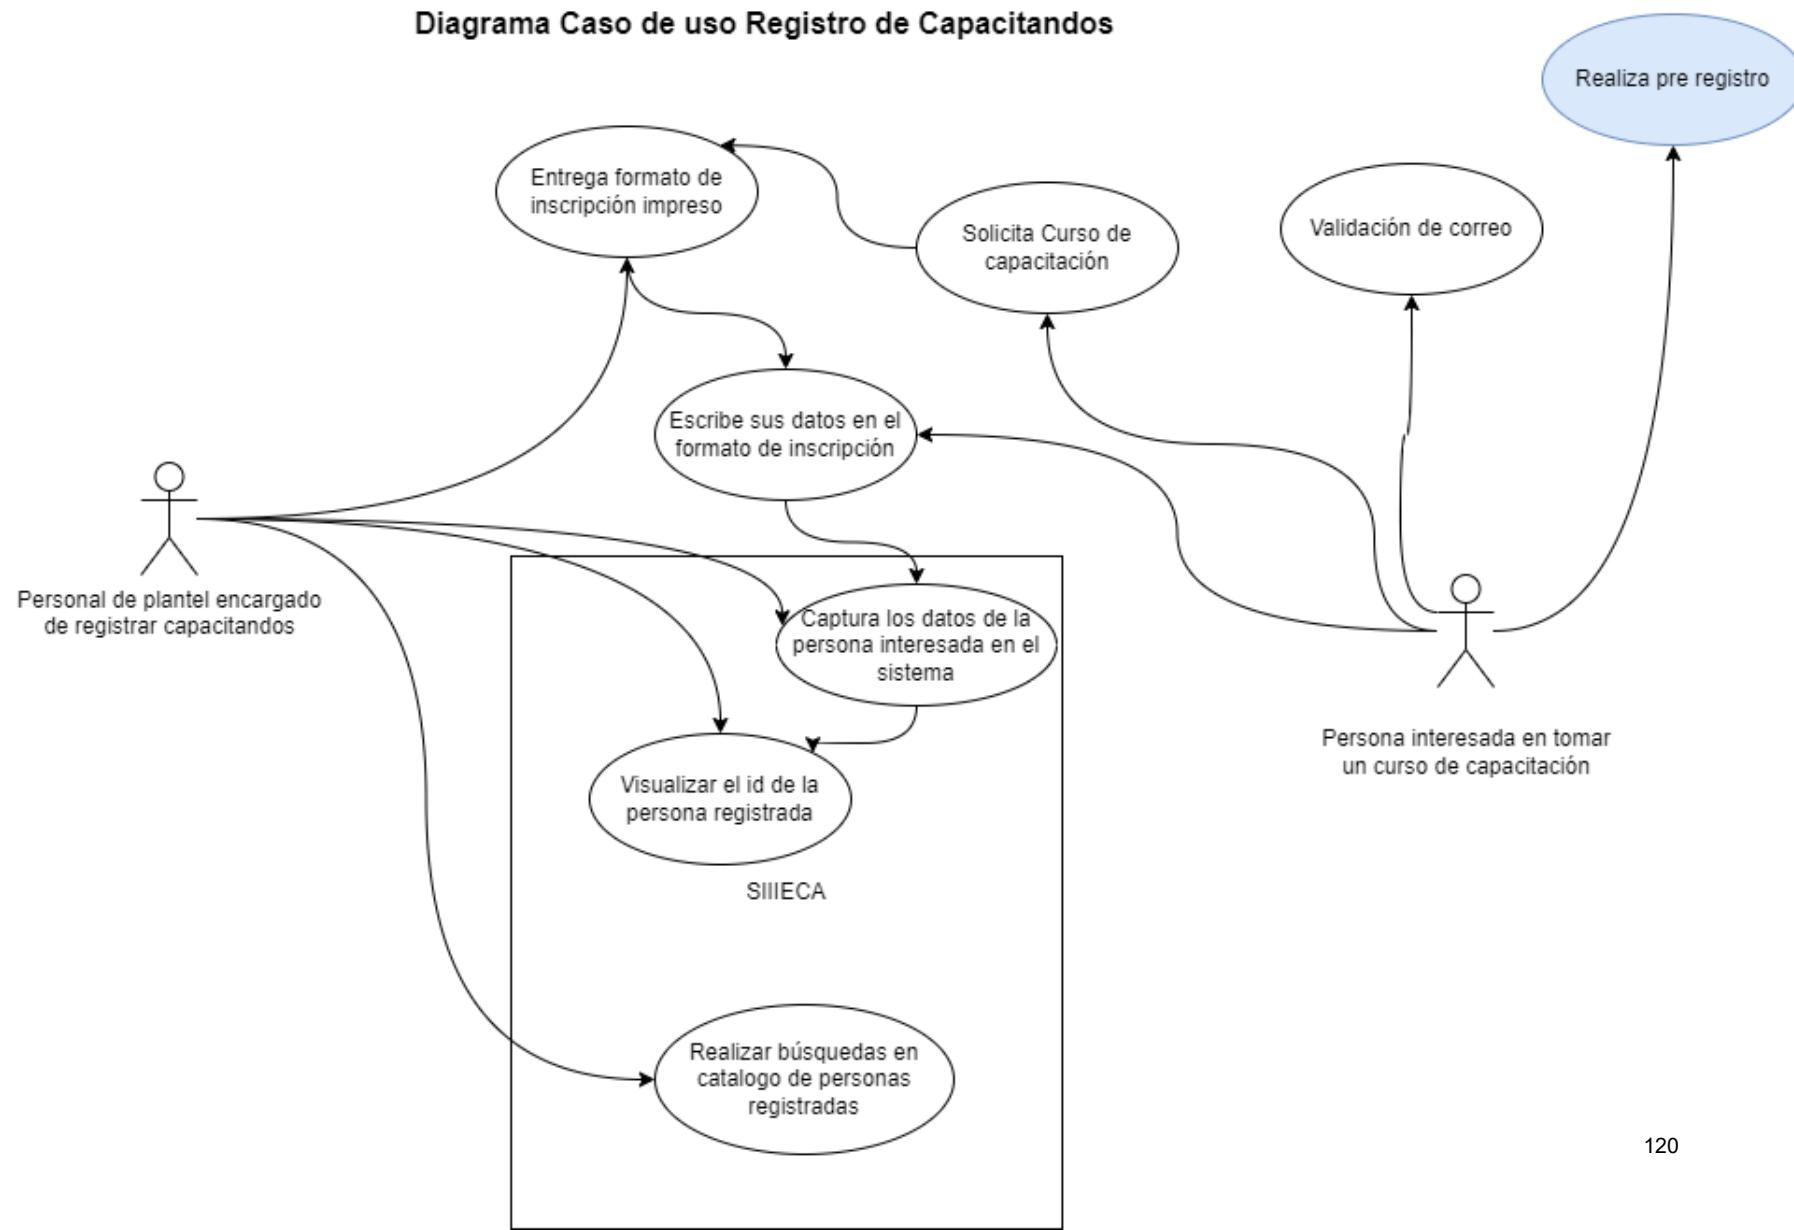 Diagrama Caso de uso Registro de Capacitandos
Realiza pre registro
Entrega formato de
inscripción impreso
Solicita Curso de
capacitación
Validación de correo
Escribe sus datos en el
formato de inscripción
Personal de plantel encargado
de registrar capacitandos
Captura los datos de la
persona interesada en el
sistema
Persona interesada en tomar
un curso de capacitación
Visualizar el id de la
persona registrada
SIIIECA
Realizar búsquedas en
catalogo de personas
registradas
120